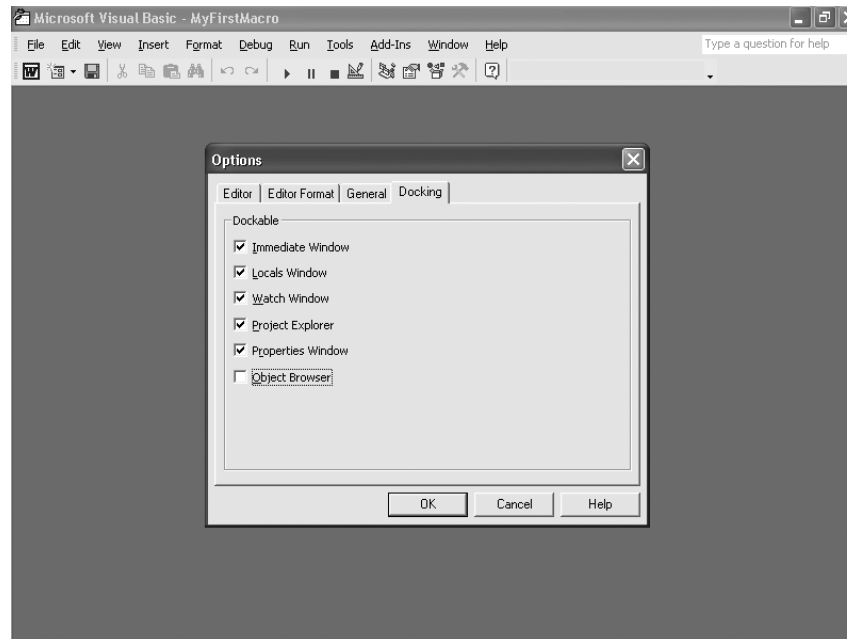 Microsoft Visual Basic - MyFirstMacro
File Edit View Insert Format Debug Run Tools Add-Ins Window Help
Type a question for help
Options
Editor Editor Format General Docking
Dockable
Immediate Window
Locals Window
Watch Window
Project Explorer
Properties Window
Object Browser
OK Cancel Help